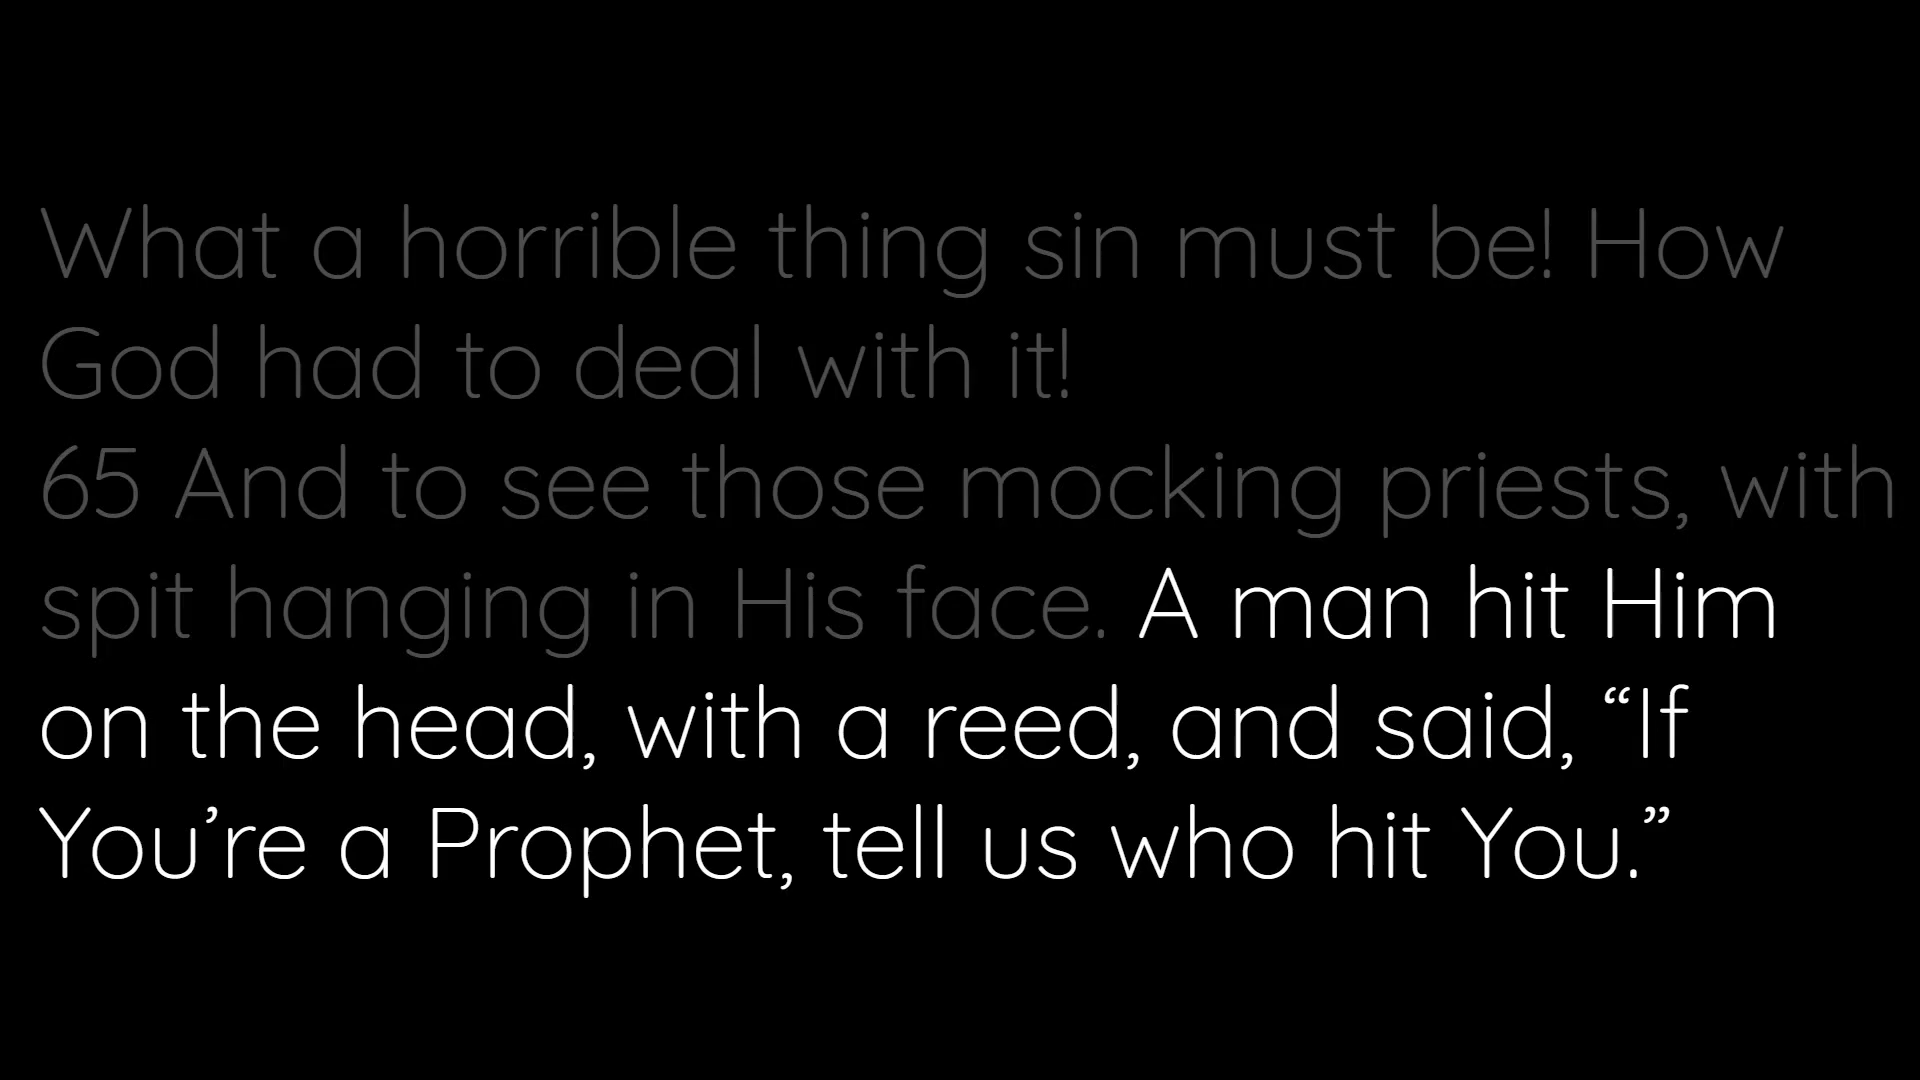 What a horrible thing sin must be! How
God had to deal with it!
65 And to see those mocking priests, with
spit hanging in His face. A man hit Him
on the head, with a reed, and said, “If
You’re a Prophet, tell us who hit You.”